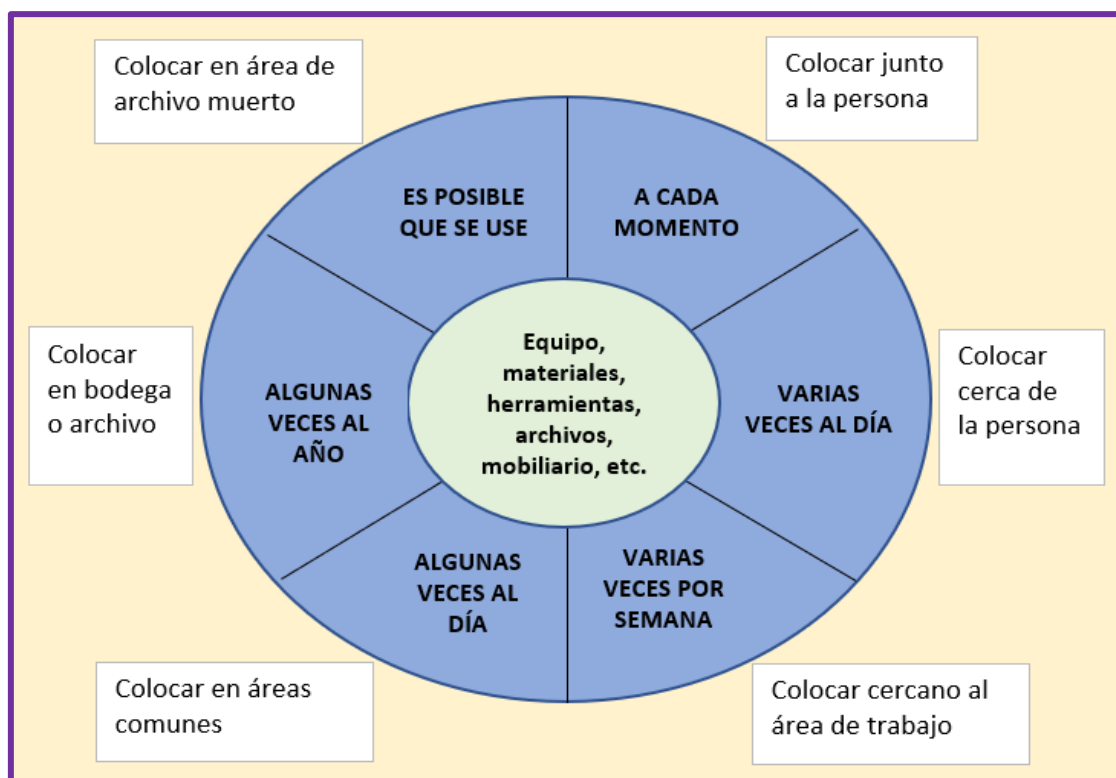 Colocar en área de
archivo muerto
Colocar junto
a la persona
ES POSIBLE
QUE SE USE
A CADA
MOMENTO
Colocar
en bodega
o archivo
ALGUNAS
VECES AL
AÑO
Equipo,
materiales,
herramientas,
archivos,
mobiliario, etc.
VARIAS
VECES AL DÍA
Colocar
cerca de
la persona
ALGUNAS
VECES AL
DÍA
VARIAS
VECES POR
SEMANA
Colocar en áreas
comunes
Colocar cercano al
área de trabajo